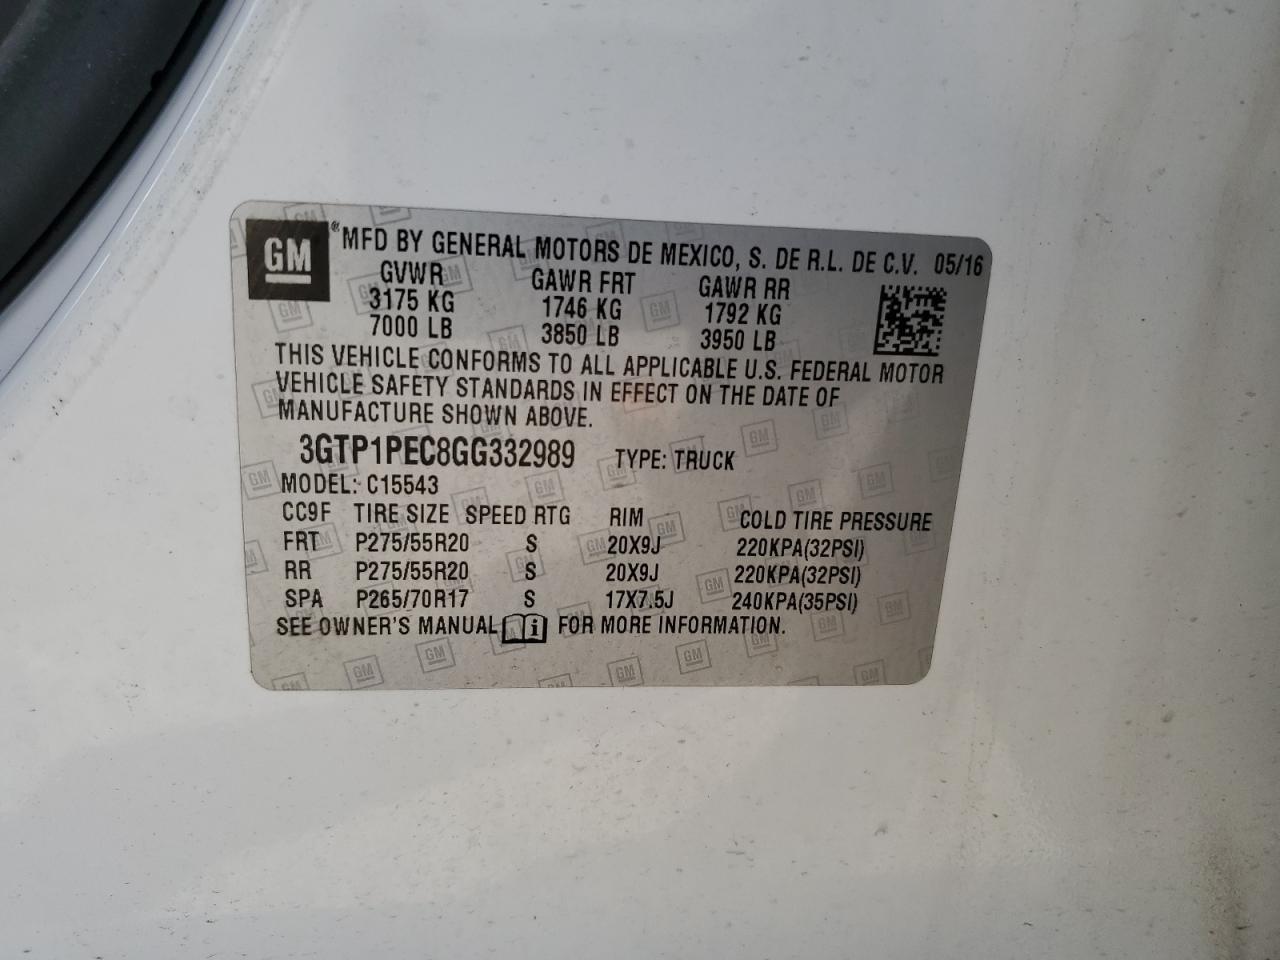 GM ® MFD BY GENERAL MOTORS DE MEXICO, S. DE R.L. DE C.V. 05/16
GVWR GAWR FRT GAWR RR
3175 KG 1746 KG 1792 KG
7000 LB 3850 LB 3950 LB
THIS VEHICLE CONFORMS TO ALL APPLICABLE U.S. FEDERAL MOTOR
VEHICLE SAFETY STANDARDS IN EFFECT ON THE DATE OF
MANUFACTURE SHOWN ABOVE.
3GTP1PEC8GG332989 TYPE: TRUCK
MODEL: C15543
CC9F TIRE SIZE SPEED RTG RIM COLD TIRE PRESSURE
FRT P275/55R20 S 20X9J 220KPA(32PSI)
RR P275/55R20 S 20X9J 220KPA(32PSI)
SPA P265/70R17 S 17X7.5J 240KPA(35PSI)
SEE OWNER'S MANUAL i FOR MORE INFORMATION.